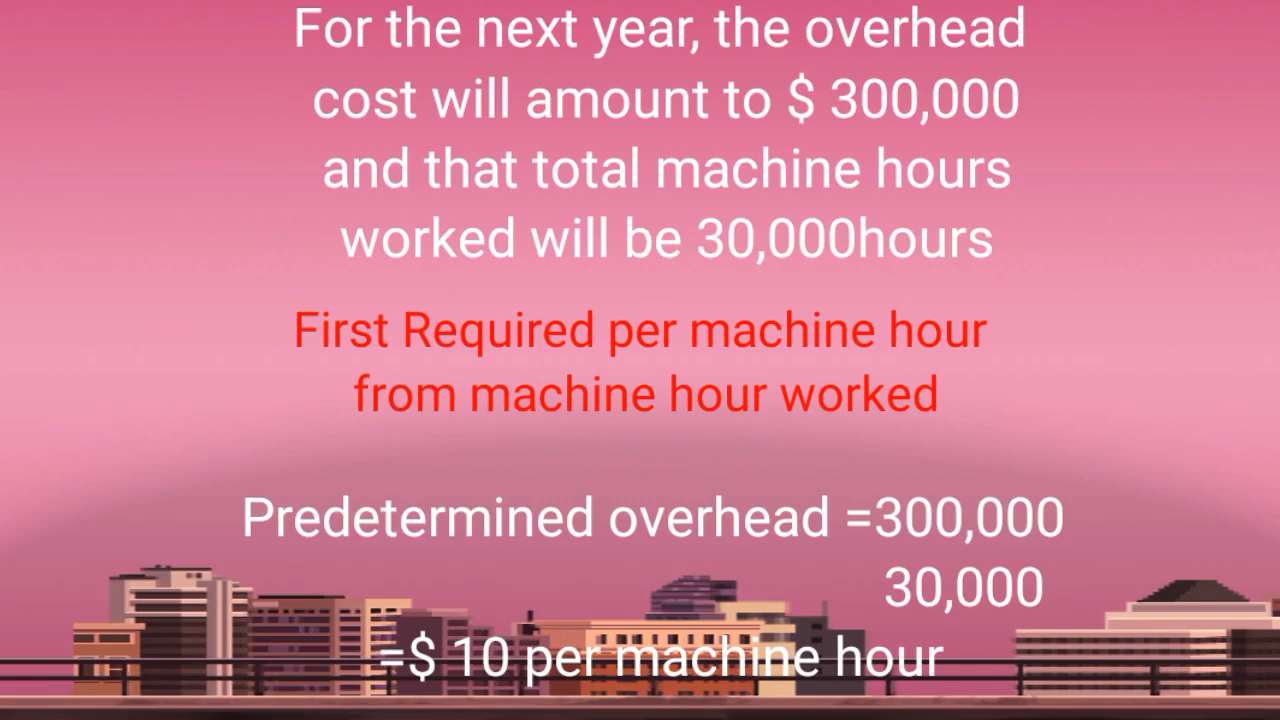 For the next year, the overhead
cost will amount to $ 300,000
and that total machine hours
worked will be 30,000hours
First Required per machine hour
from machine hour worked
Predetermined overhead =300,000
30,000
=$ 10 per machine hour